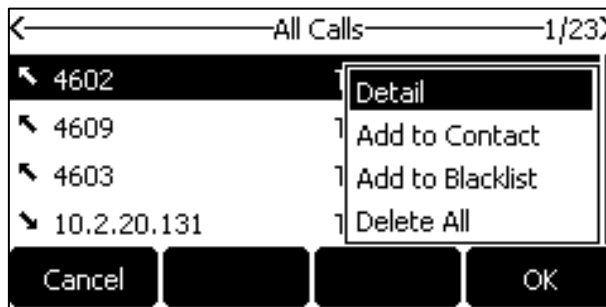 All Calls 1/23
4602
4609
4603
10.2.20.131
Detail
Add to Contact
Add to Blacklist
Delete All
Cancel OK